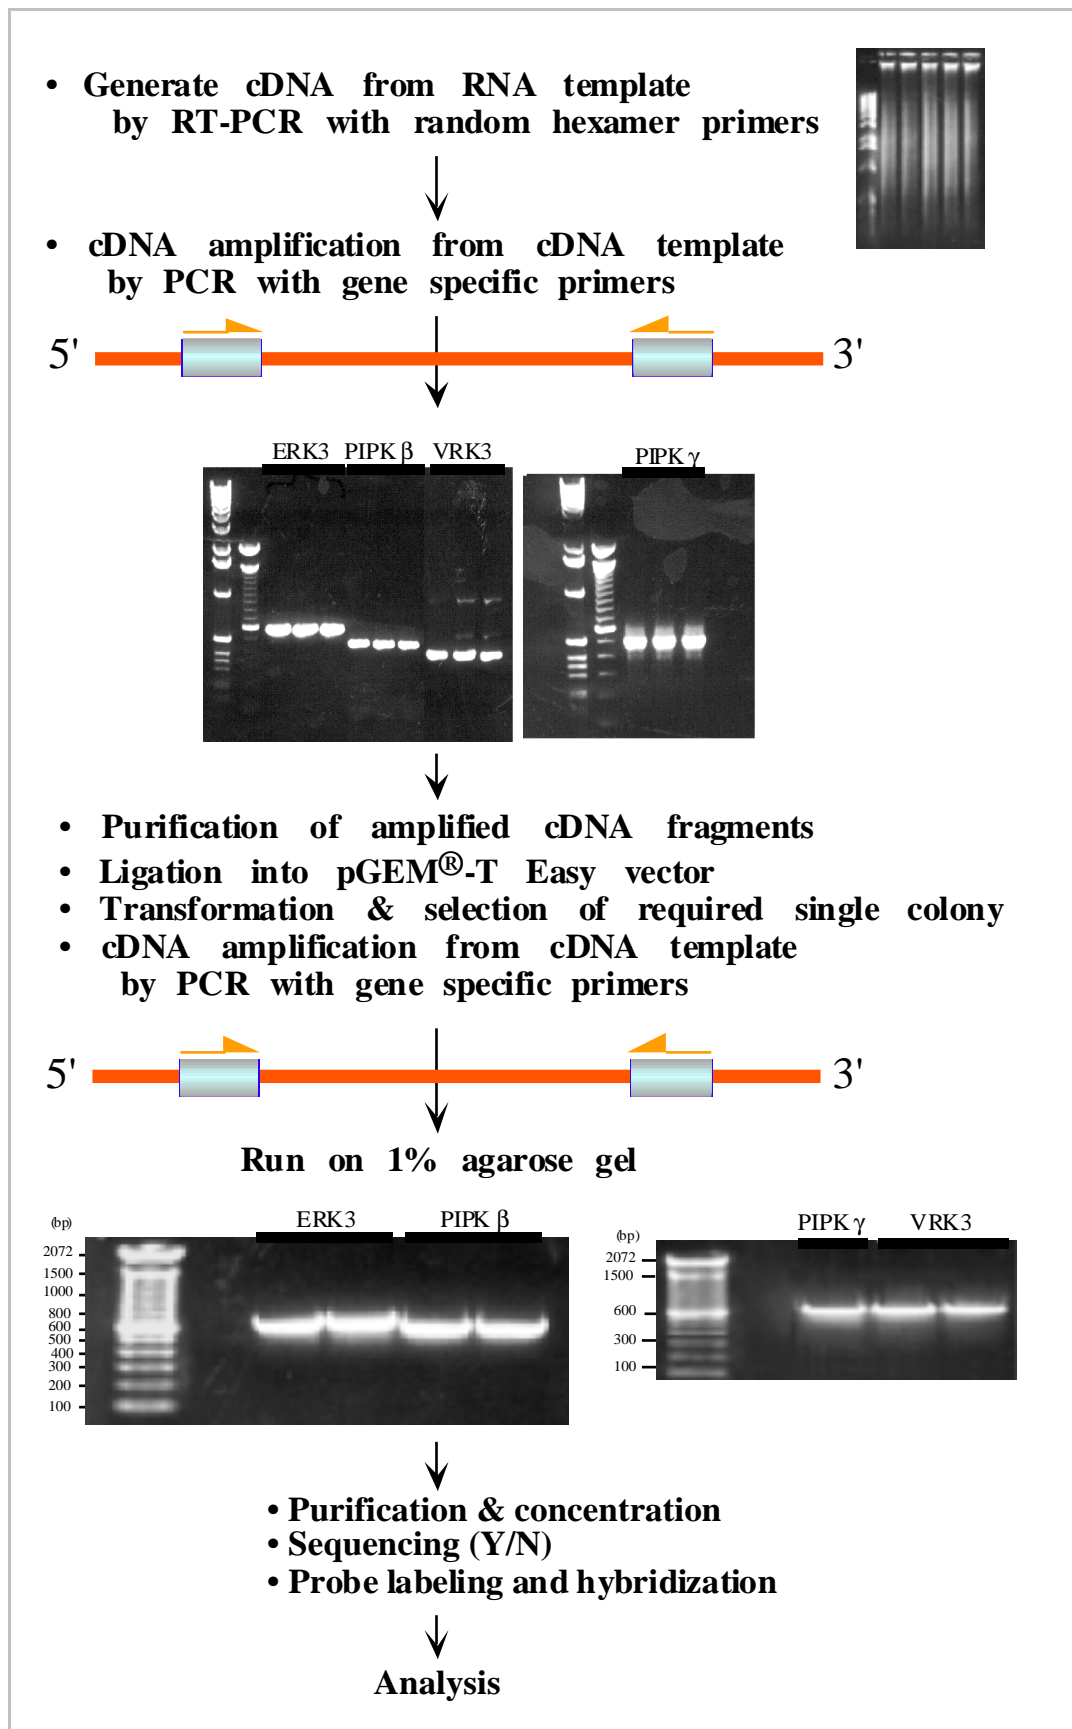 • Generate cDNA from RNA template
by RT-PCR with random hexamer primers
• cDNA amplification from cDNA template
by PCR with gene specific primers
5' 3'
ERK3 PIPK β VRK3 PIPK γ
• Purification of amplified cDNA fragments
• Ligation into pGEM®-T Easy vector
• Transformation & selection of required single colony
• cDNA amplification from cDNA template
by PCR with gene specific primers
5' 3'
Run on 1% agarose gel
(bp) ERK3 PIPK β
2072
1500
1000
800
600
500
400
300
200
100
(bp) PIPK γ VRK3
2072
1500
600
300
100
• Purification & concentration
• Sequencing (Y/N)
• Probe labeling and hybridization
Analysis